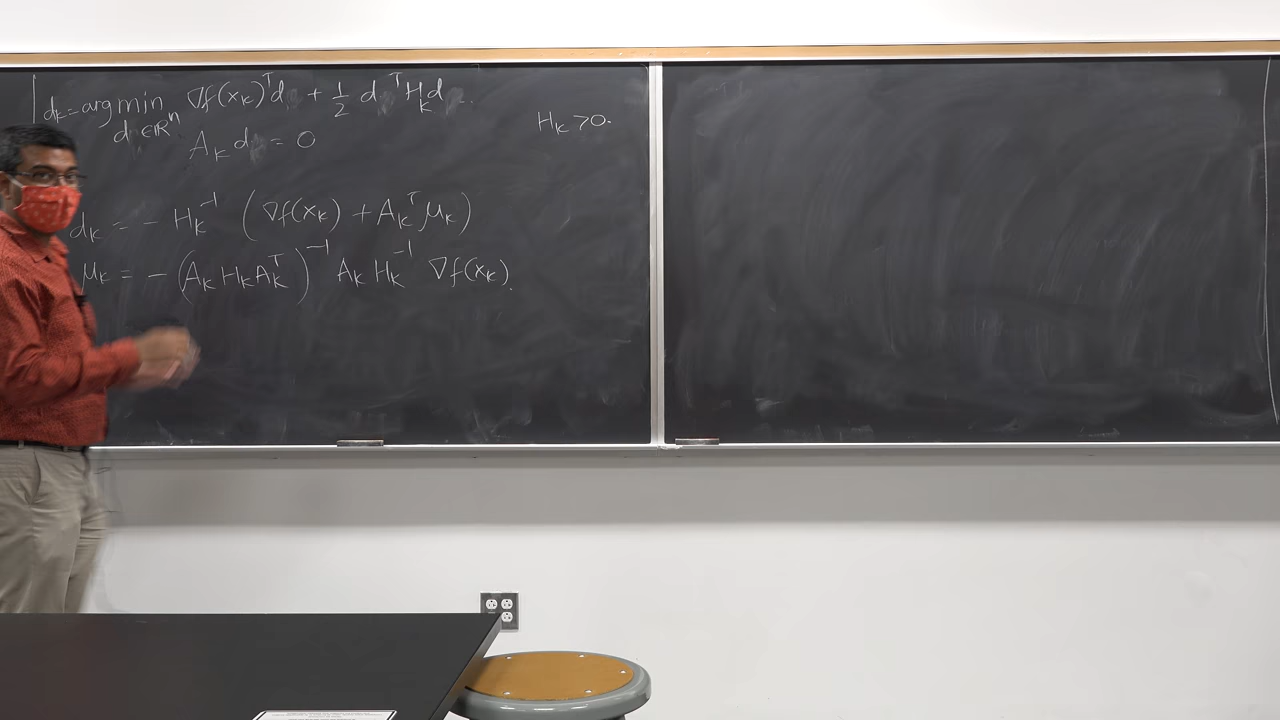 d_k = arg min ∇f(x_k)^T d + 1/2 d^T H_k d
d ∈ ℝ^n
H_k > 0.
A_k d = 0
d_k = - H_k^{-1} (∇f(x_k) + A_k^T μ_k)
μ_k = - (A_k H_k A_k^T)^{-1} A_k H_k^{-1} ∇f(x_k).